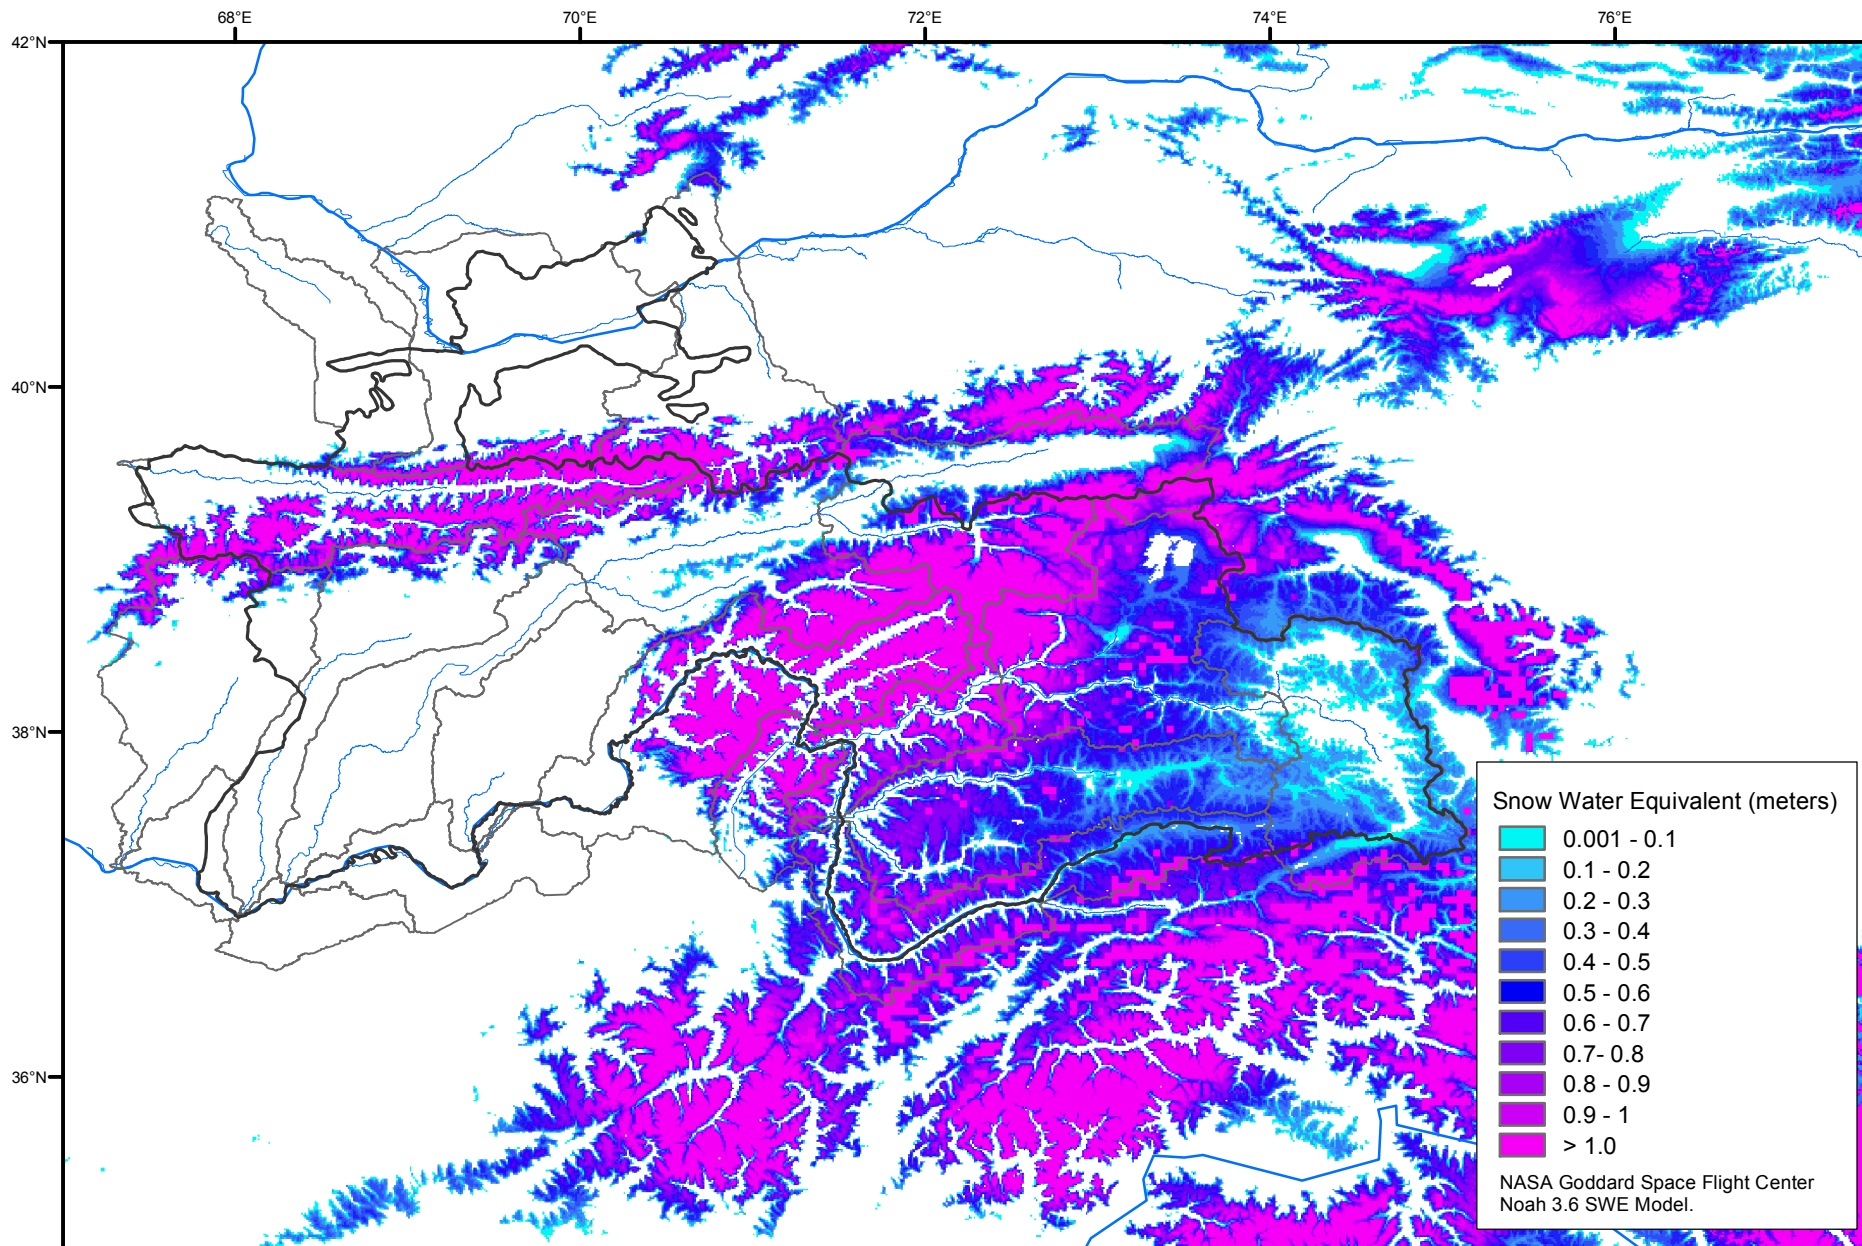 68°E
70°E
72°E
74°E
76°E
42°N
40°N
38°N
36°N
Snow Water Equivalent (meters)
0.001 - 0.1
0.1 - 0.2
0.2 - 0.3
0.3 - 0.4
0.4 - 0.5
0.5 - 0.6
0.6 - 0.7
0.7- 0.8
0.8 - 0.9
0.9 - 1
> 1.0
NASA Goddard Space Flight Center
Noah 3.6 SWE Model.